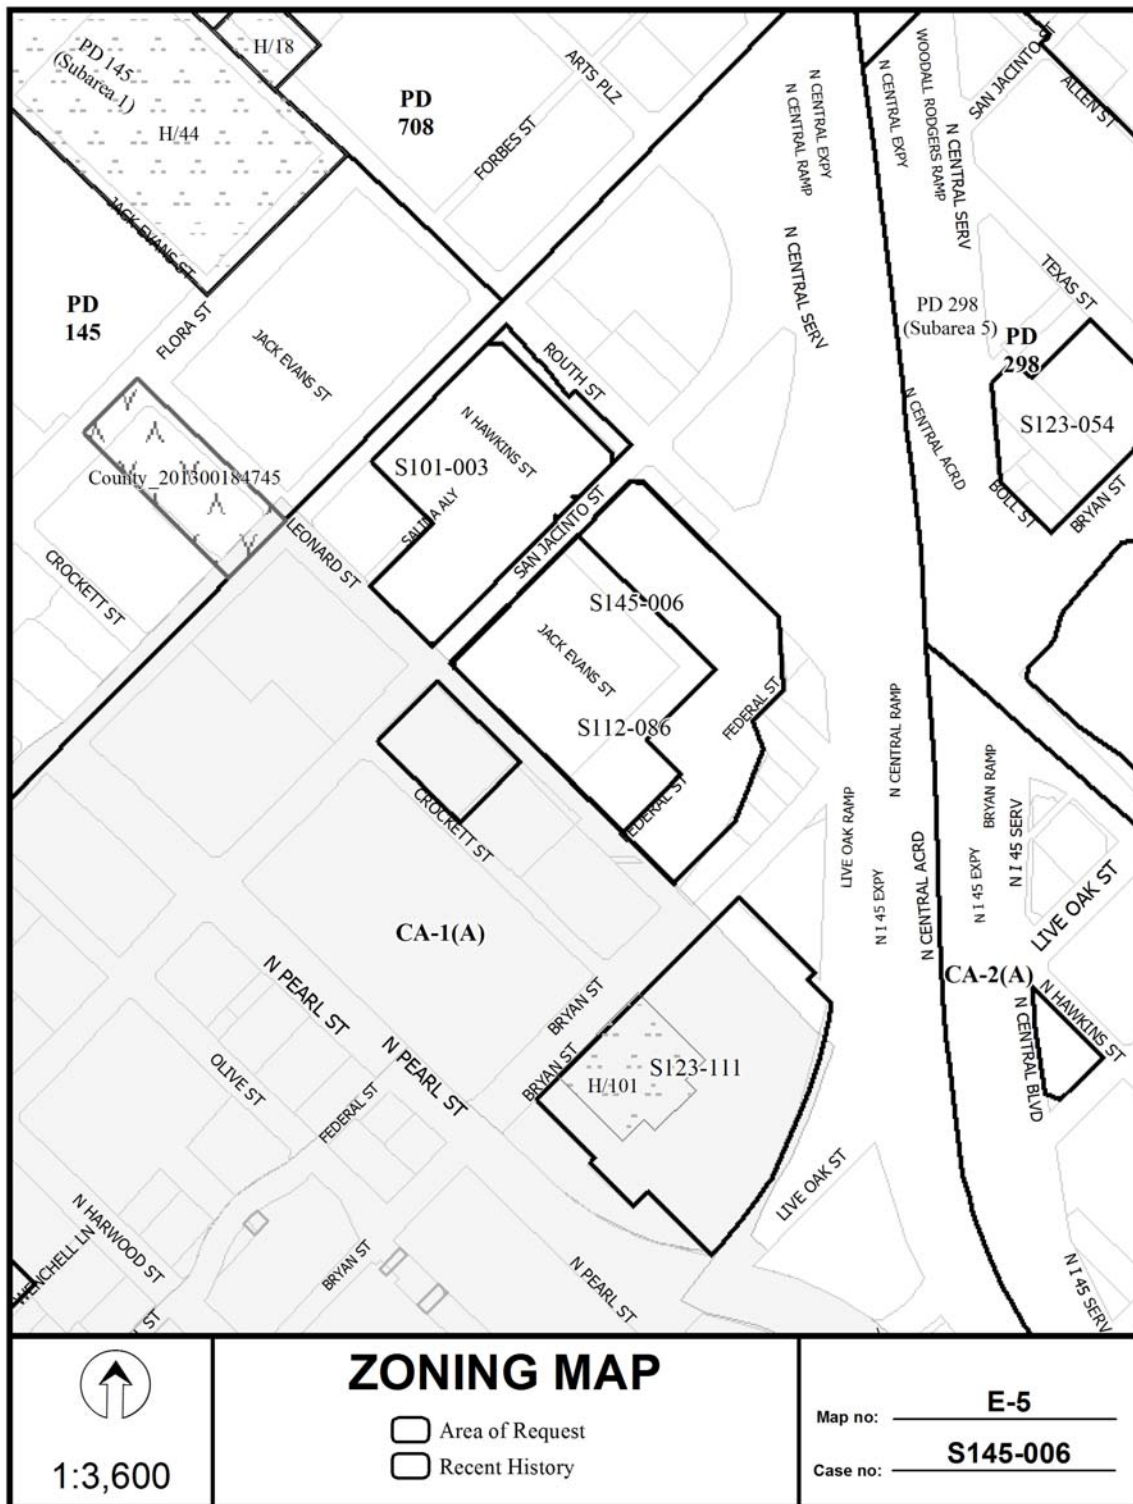 PD 145
(Subarea 1)
H/18
H/44
PD
708
ARTS PLZ
FORBES ST
N CENTRAL EXPY
N CENTRAL RAMP
N CENTRAL EXPY
WOODALL RODGERS RAMP
N CENTRAL SERV
SAN JACINTO ST
ALLEN ST
JACK EVANS ST
PD
145
FLORA ST
JACK EVANS ST
N CENTRAL SERV
TEXAS ST
PD 298
(Subarea 5)
PD
298
ROUTH ST
N HAWKINS ST
S101-003
SALINA ALY
N CENTRAL ACRD
S123-054
BOLL ST
BRYAN ST
County_201300184745
LEONARD ST
SAN JACINTO ST
CROCKETT ST
S145-006
JACK EVANS ST
S112-086
FEDERAL ST
FEDERAL ST
N CENTRAL RAMP
BRYAN RAMP
LIVE OAK RAMP
N I 45 SERV
N I 45 EXPY
N I 45 EXPY
N CENTRAL ACRD
CROCKETT ST
LIVE OAK ST
CA-1(A)
CA-2(A)
N PEARL ST
N PEARL ST
BRYAN ST
BRYAN ST
N HAWKINS ST
N CENTRAL BLVD
S123-111
H/101
OLIVE ST
FEDERAL ST
LIVE OAK ST
N HARWOOD ST
WENCHELL LN
BRYAN ST
N PEARL ST
N I 45 SERV
ST
1:3,600
ZONING MAP
Area of Request
Recent History
Map no: E-5
Case no: S145-006